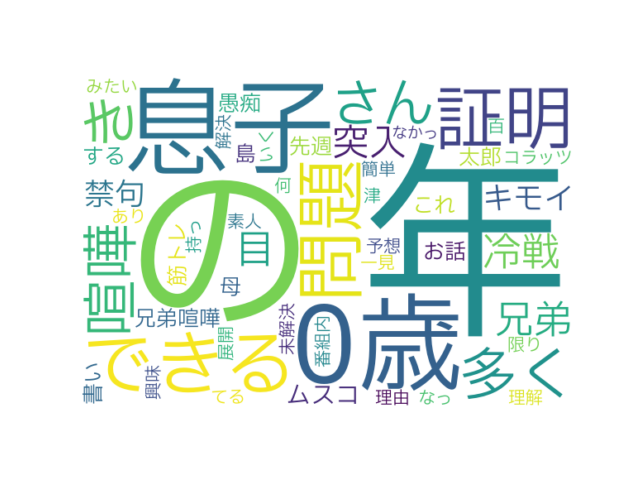 みたい
き
愚痴
解決
する
島
くい
息子
さん
突入
先週
なかっ
証明
百
太郎
コラッツ
簡単
禁句
何
津
これ
キモイ
あり
筋トレ
持っ
素人
の
目
問題
年
予想
一見
お話
冷戦
喧嘩
母
兄弟喧嘩
展開
未解決
番組内
0
歳
兄弟
限り
できる
多く
書い
興味
てる
ムスコ
理由
なっ
理解